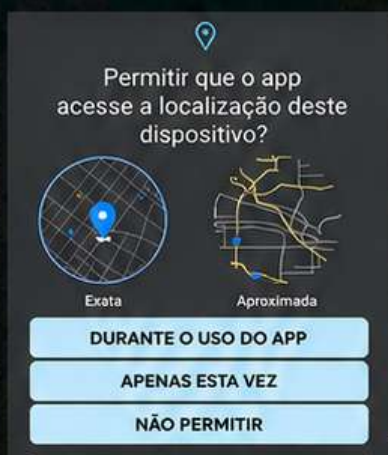 Permitir que o app
acesse a localização deste
dispositivo?
Exata
Aproximada
DURANTE O USO DO APP
APENAS ESTA VEZ
NÃO PERMITIR